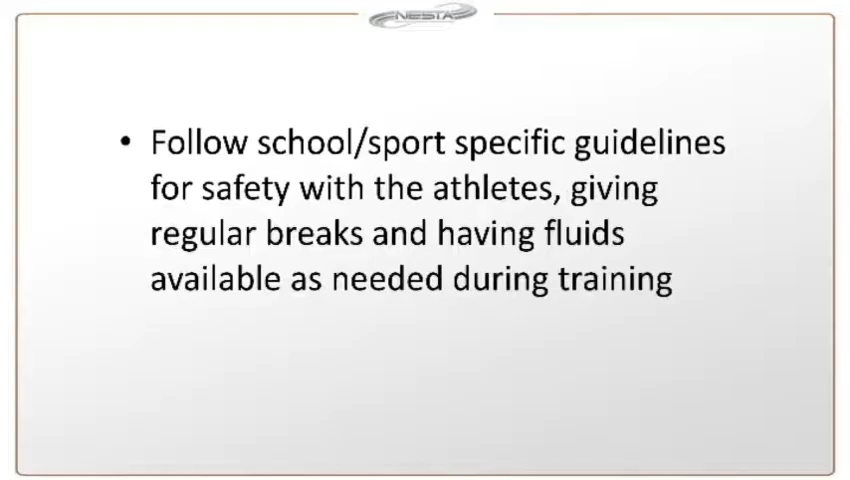 NESTA
• Follow school/sport specific guidelines
for safety with the athletes, giving
regular breaks and having fluids
available as needed during training